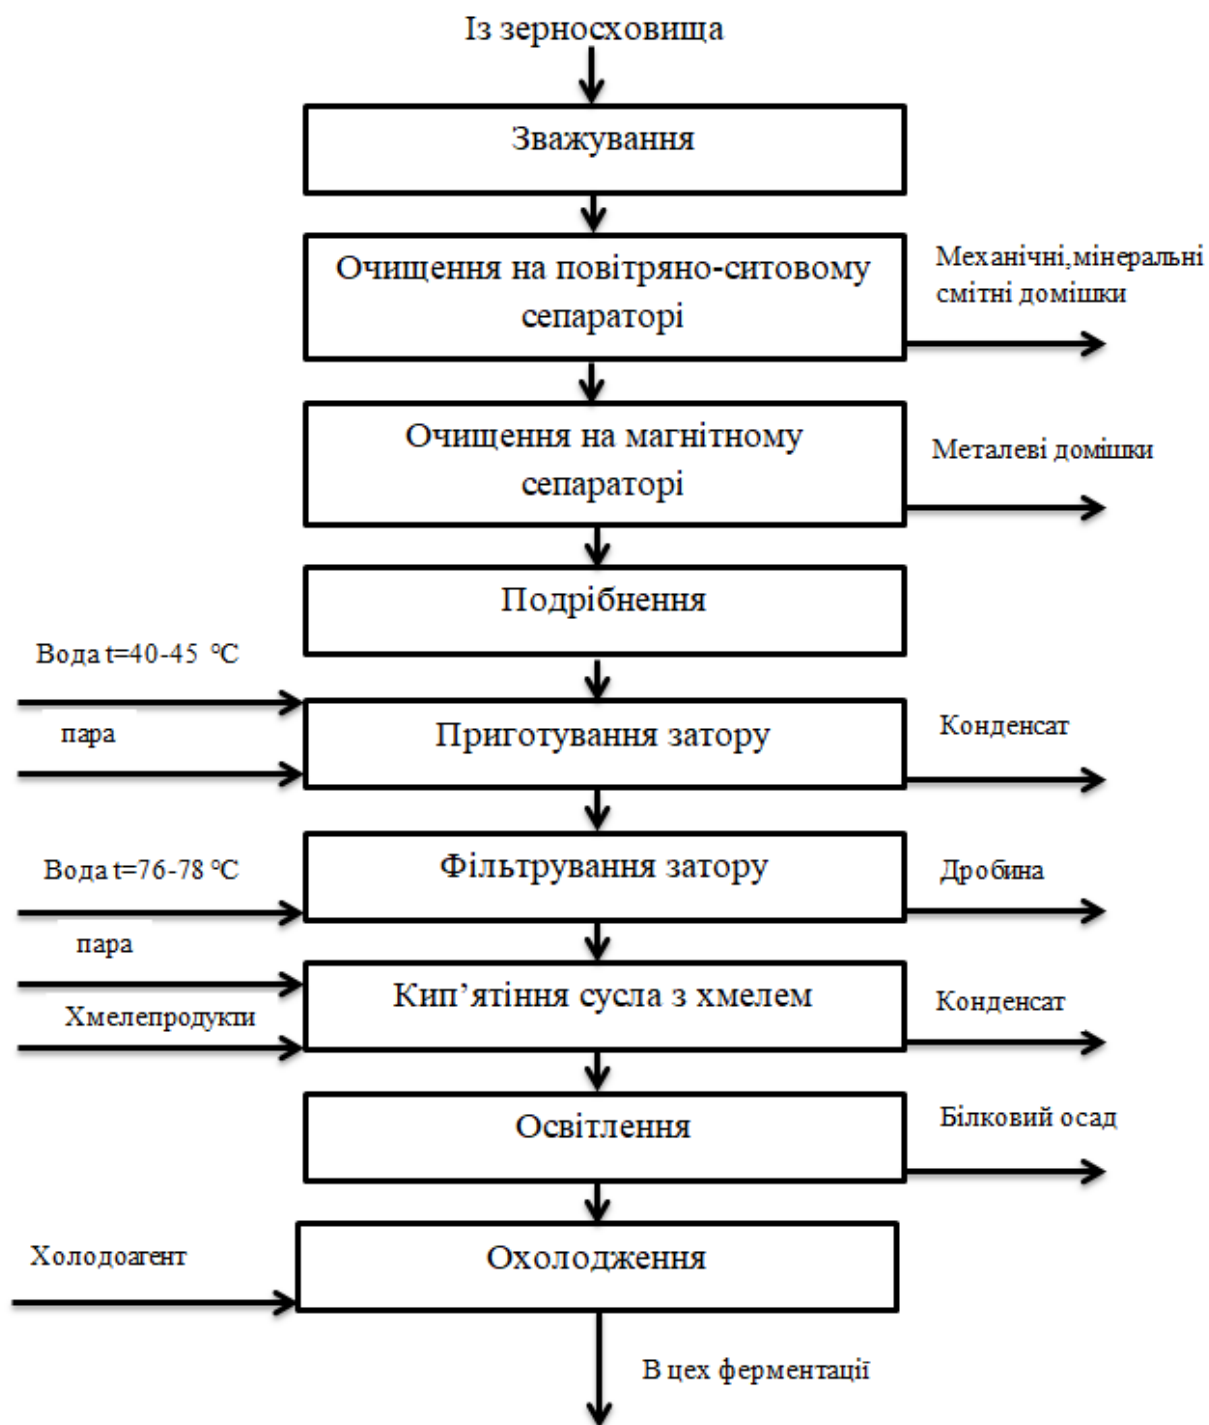 Із зерносховища
Зважування
Очищення на повітряно-ситовому
сепараторі
Механічні,мінеральні
смітні домішки
Очищення на магнітному
сепараторі
Металеві домішки
Подрібнення
Вода t=40-45 °С
пара
Приготування затору
Конденсат
Вода t=76-78 °С
Фільтрування затору
Дробина
пара
Хмелепродукти
Кип’ятіння сусла з хмелем
Конденсат
Освітлення
Білковий осад
Холодоагент
Охолодження
В цех ферментації